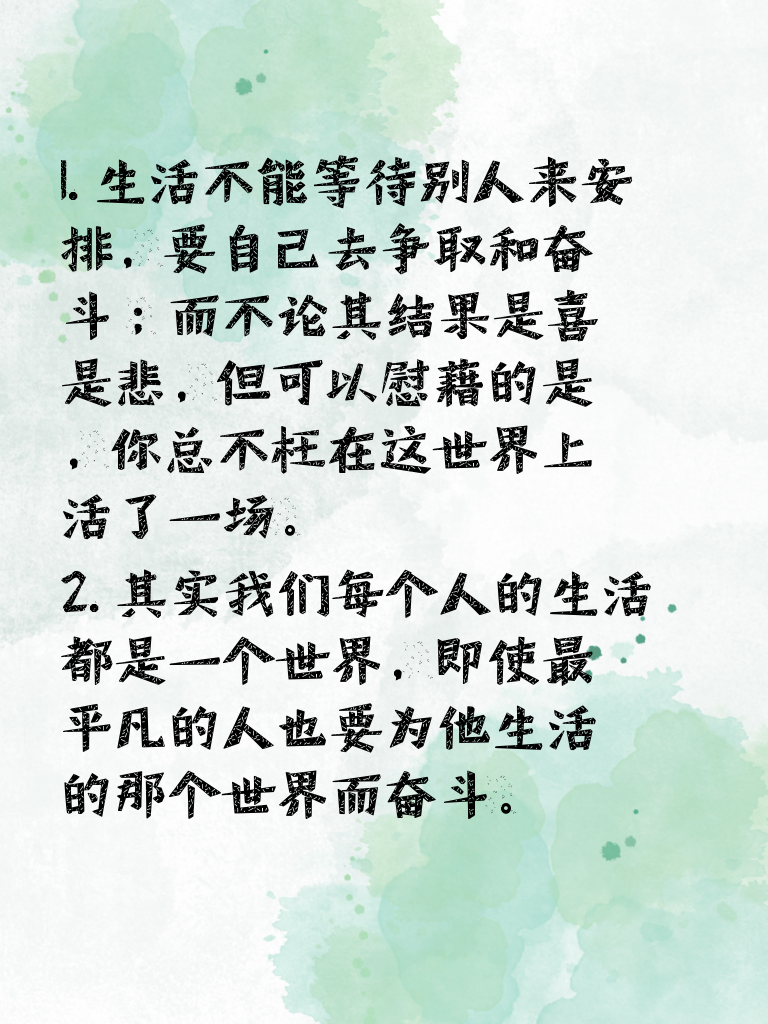 1.生活不能等待别人来安
排，要自己去争取和奋
斗；而不论其结果是喜
是悲，但可以慰藉的是
，你总不枉在这世界上
活了一场。
2.其实我们每个人的生活
都是一个世界，即使最
平凡的人也要为他生活
的那个世界而奋斗。